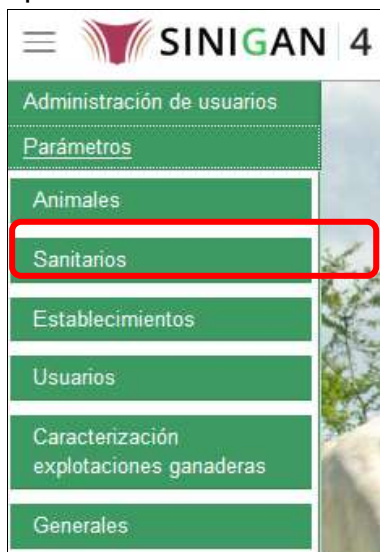 SINIGAN 4
Administración de usuarios
Parámetros
Animales
Sanitarios
Establecimientos
Usuarios
Caracterización
explotaciones ganaderas
Generales